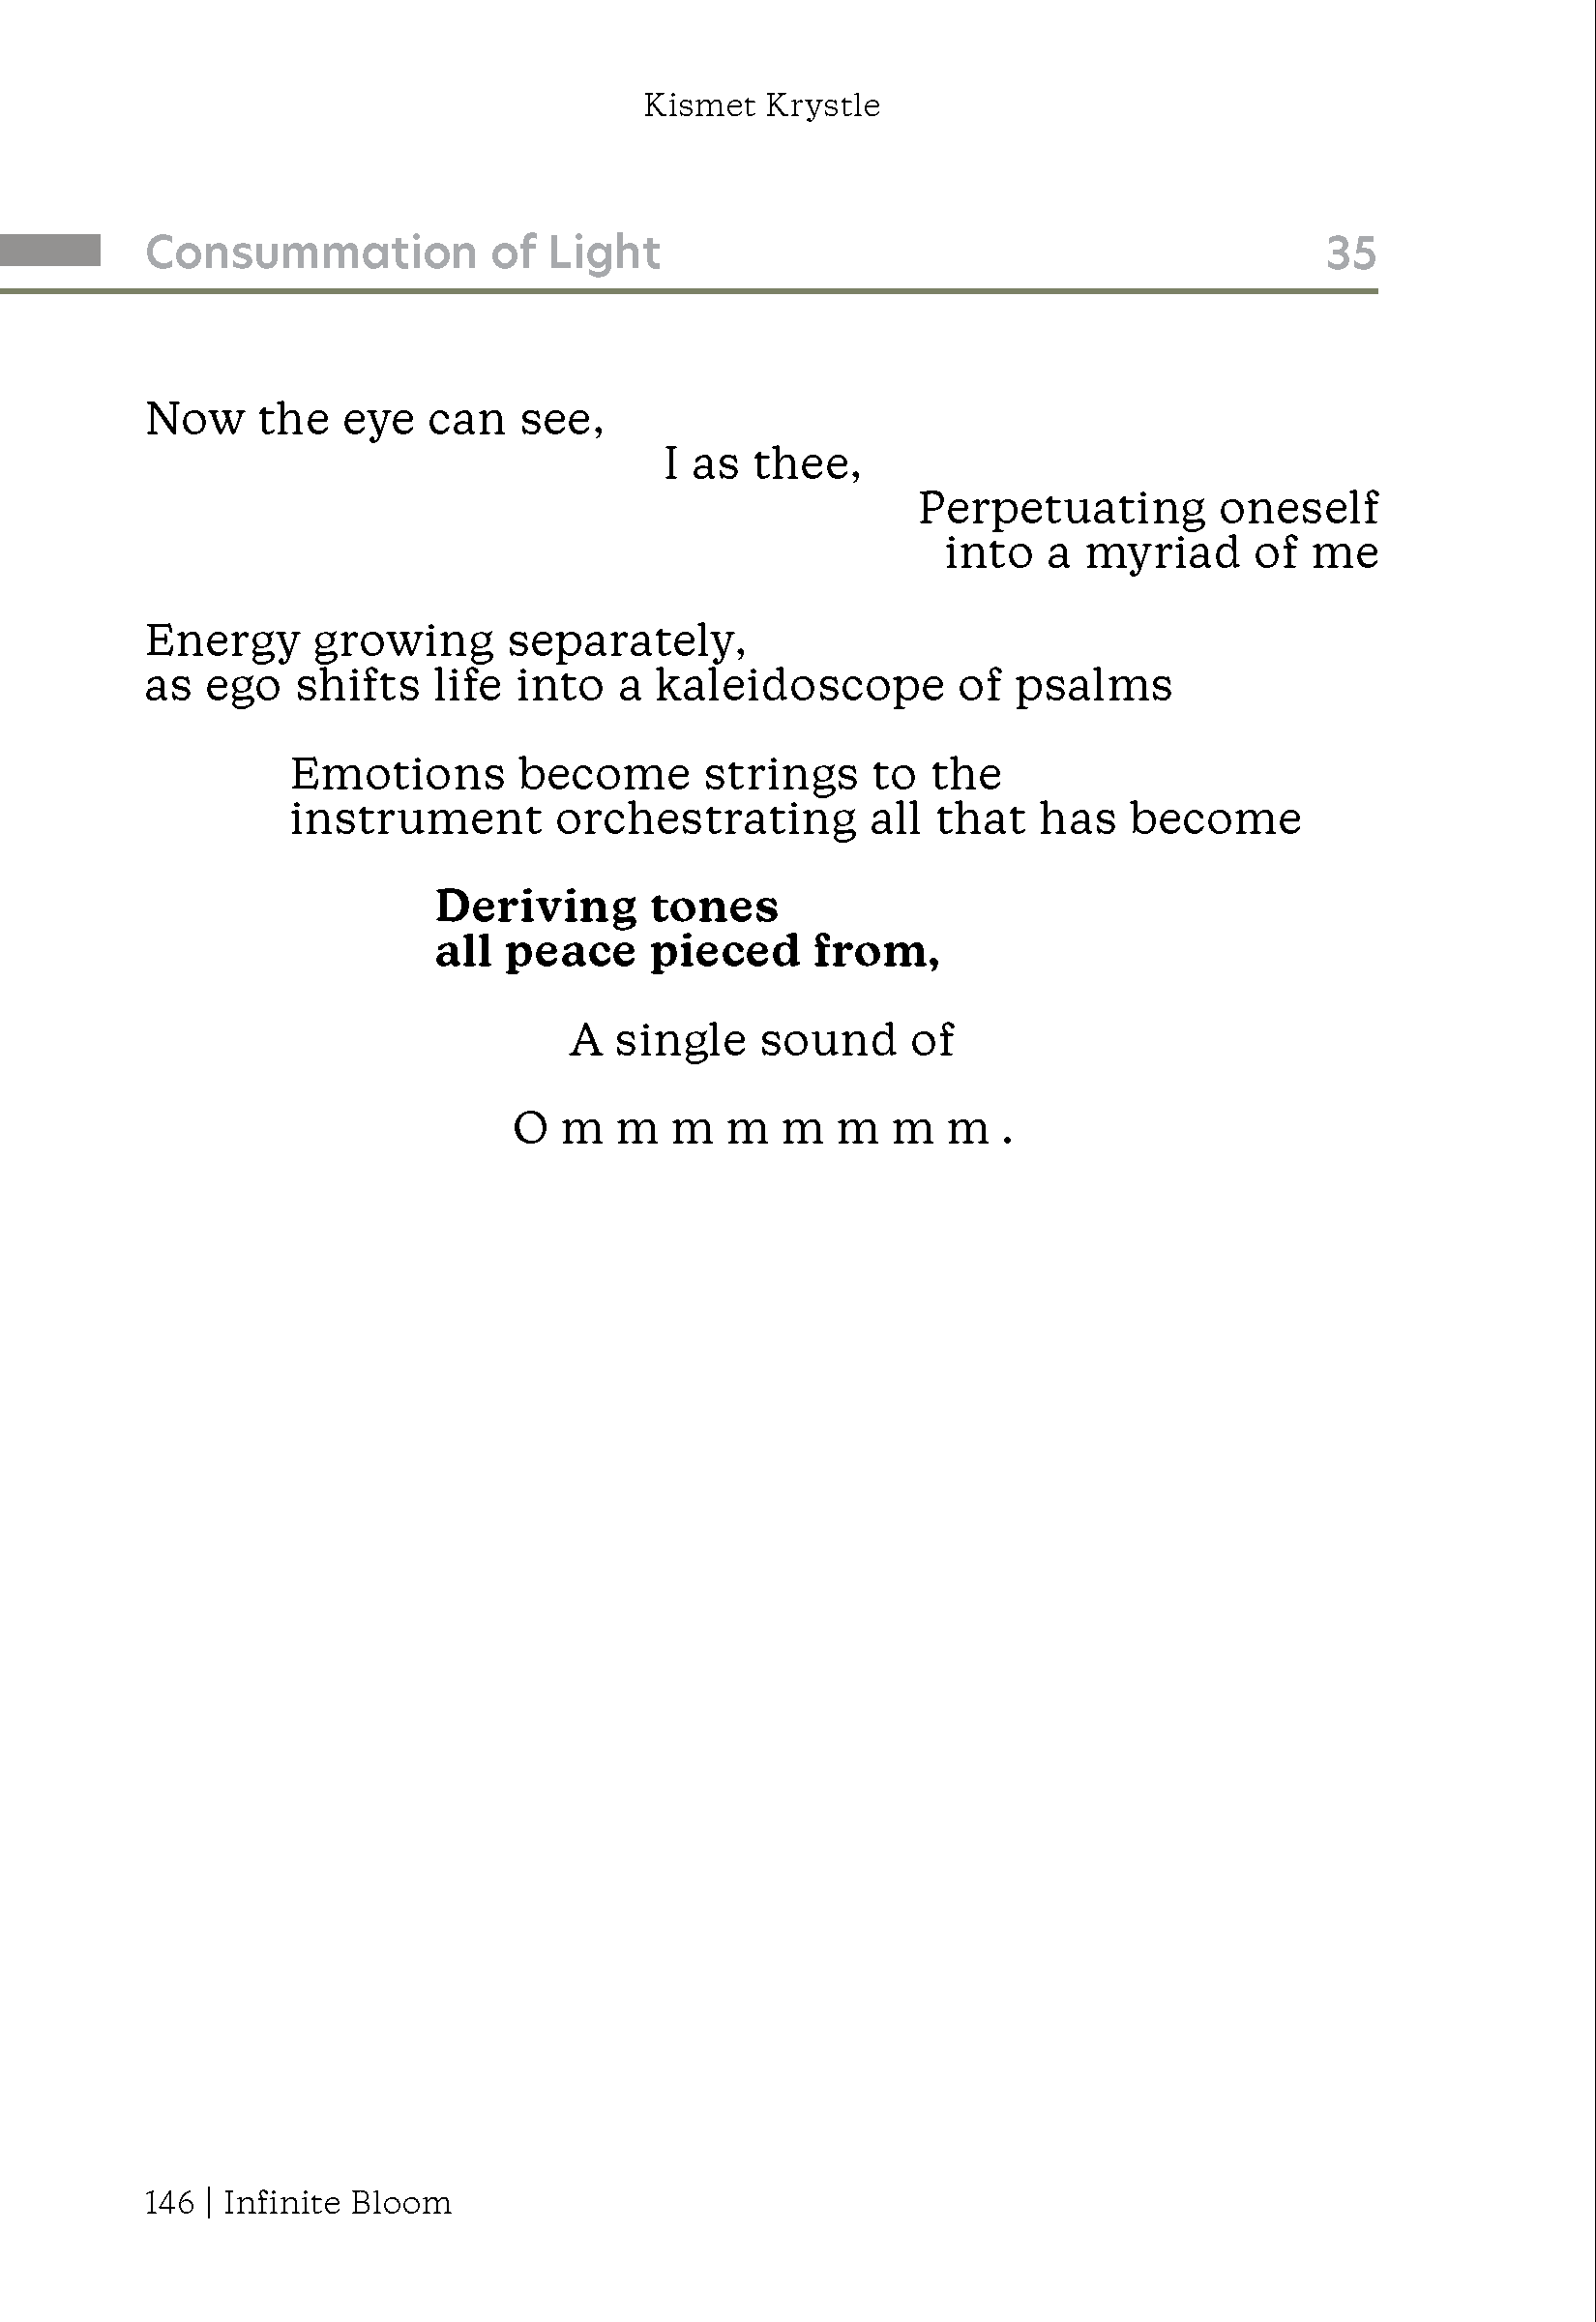 Kismet Krystle
Consummation of Light 35
Now the eye can see,
I as thee,
Perpetuating oneself
into a myriad of me
Energy growing separately,
as ego shifts life into a kaleidoscope of psalms
Emotions become strings to the
instrument orchestrating all that has become
Deriving tones
all peace pieced from,
A single sound of
O m m m m m m m m .
146 | Infinite Bloom